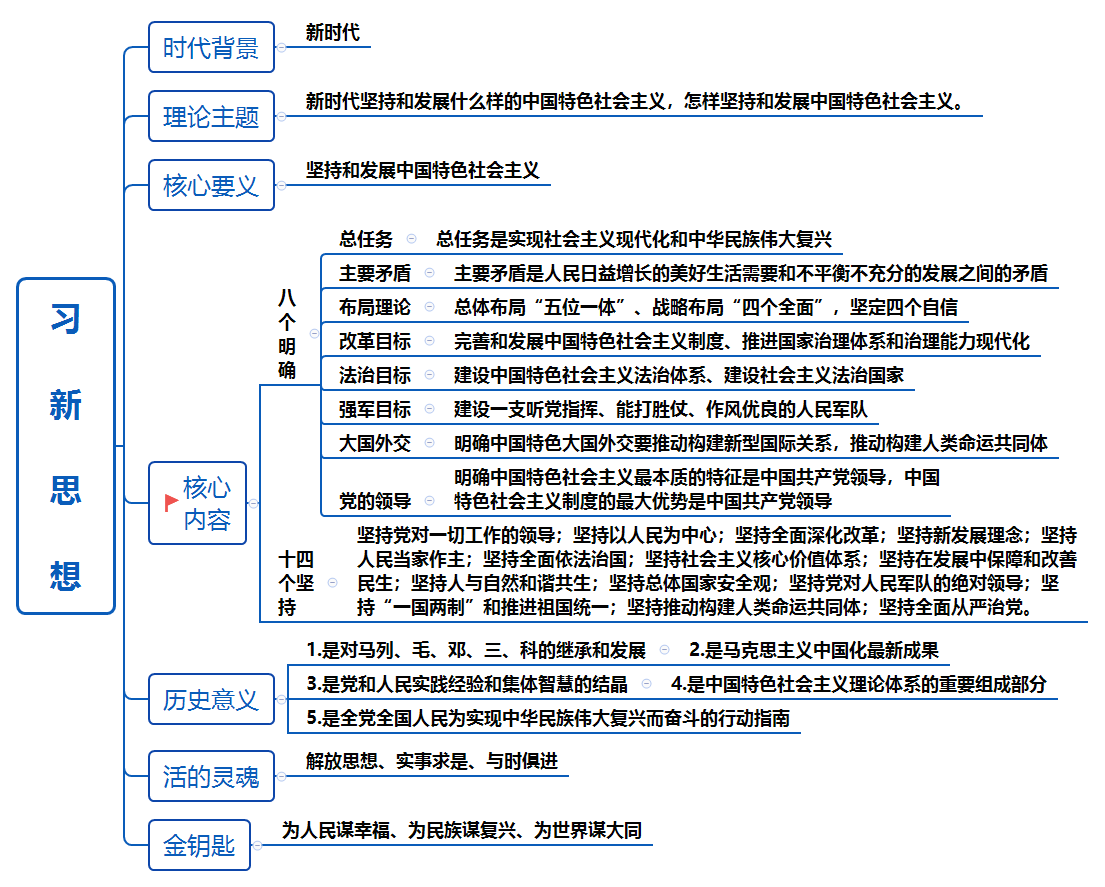 习
新
思
想
时代背景
新时代
理论主题
新时代坚持和发展什么样的中国特色社会主义，怎样坚持和发展中国特色社会主义。
核心要义
坚持和发展中国特色社会主义
核心
内容
八
个
明
确
总任务
总任务是实现社会主义现代化和中华民族伟大复兴
主要矛盾
主要矛盾是人民日益增长的美好生活需要和不平衡不充分的发展之间的矛盾
布局理论
总体布局“五位一体”、战略布局“四个全面”，坚定四个自信
改革目标
完善和发展中国特色社会主义制度、推进国家治理体系和治理能力现代化
法治目标
建设中国特色社会主义法治体系、建设社会主义法治国家
强军目标
建设一支听党指挥、能打胜仗、作风优良的人民军队
大国外交
明确中国特色大国外交要推动构建新型国际关系，推动构建人类命运共同体
党的领导
明确中国特色社会主义最本质的特征是中国共产党领导，中国
特色社会主义制度的最大优势是中国共产党领导
十四
个坚
持
坚持党对一切工作的领导；坚持以人民为中心；坚持全面深化改革；坚持新发展理念；坚持
人民当家作主；坚持全面依法治国；坚持社会主义核心价值体系；坚持在发展中保障和改善
民生；坚持人与自然和谐共生；坚持总体国家安全观；坚持党对人民军队的绝对领导；坚
持“一国两制”和推进祖国统一；坚持推动构建人类命运共同体；坚持全面从严治党。
历史意义
1.是对马列、毛、邓、三、科的继承和发展
2.是马克思主义中国化最新成果
3.是党和人民实践经验和集体智慧的结晶
4.是中国特色社会主义理论体系的重要组成部分
5.是全党全国人民为实现中华民族伟大复兴而奋斗的行动指南
活的灵魂
解放思想、实事求是、与时俱进
金钥匙
为人民谋幸福、为民族谋复兴、为世界谋大同